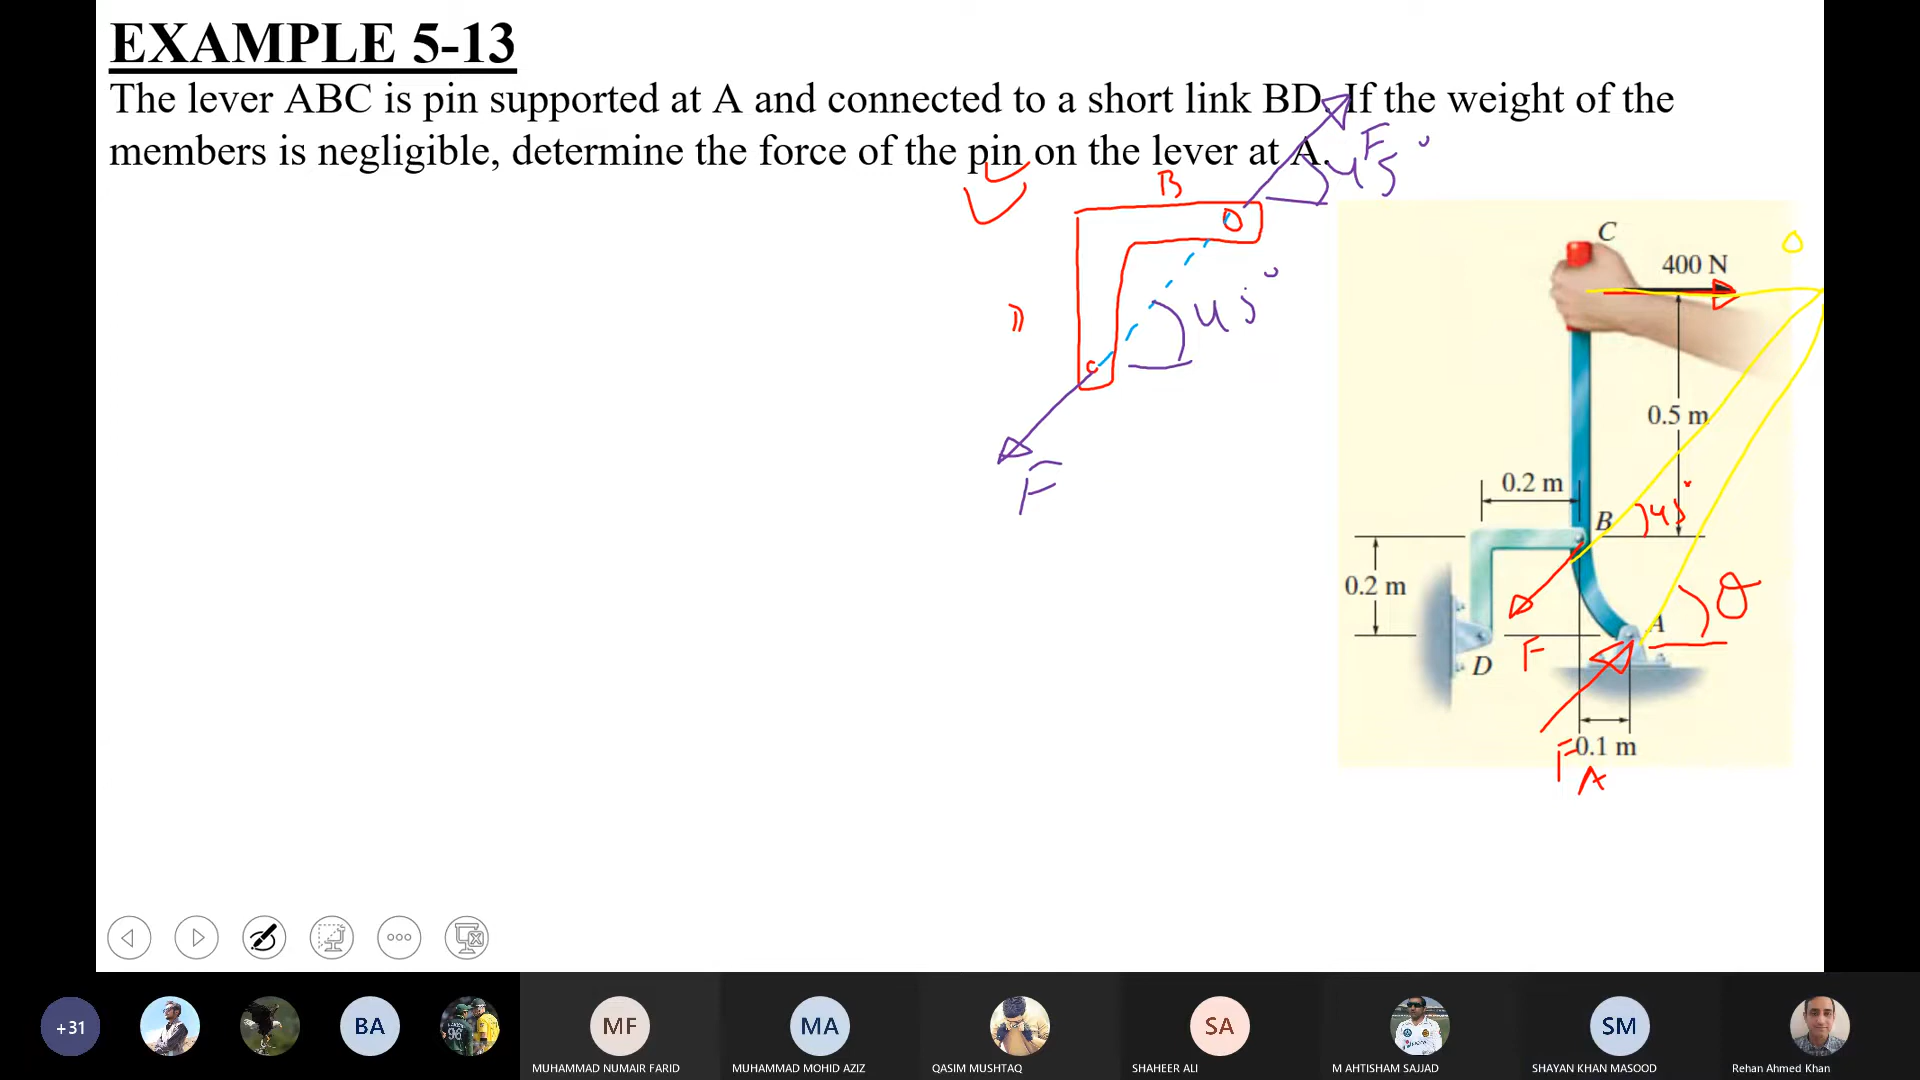 EXAMPLE 5-13
The lever ABC is pin supported at A and connected to a short link BD. If the weight of the
members is negligible, determine the force of the pin on the lever at A.
F
45°
B
D
45°
F
C
O
400 N
0.5 m
0.2 m
B
45°
0.2 m
θ
A
D
F
0.1 m
F
A
+31
BA
MF
MA
SA
SM
MUHAMMAD NUMAIR FARID
MUHAMMAD MOHID AZIZ
QASIM MUSHTAQ
SHAHEER ALI
M AHTISHAM SAJJAD
SHAYAN KHAN MASOOD
Rehan Ahmed Khan